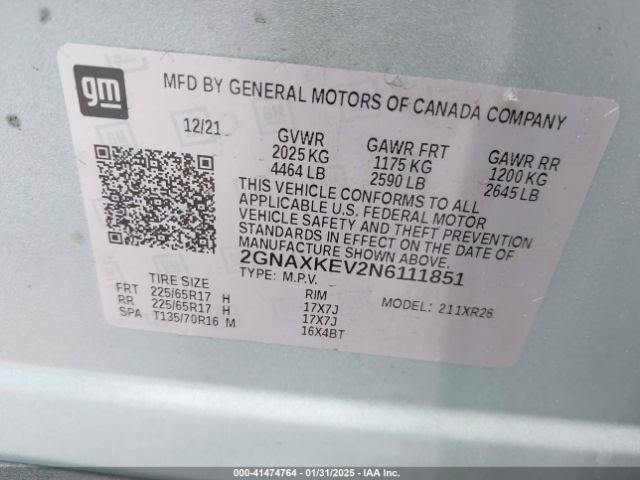 gm
MFD BY GENERAL MOTORS OF CANADA COMPANY
12/21
GVWR
2025 KG
4464 LB
GAWR FRT
1175 KG
2590 LB
GAWR RR
1200 KG
2645 LB
THIS VEHICLE CONFORMS TO ALL
APPLICABLE U.S. FEDERAL MOTOR
VEHICLE SAFETY AND THEFT PREVENTION
STANDARDS IN EFFECT ON THE DATE OF
MANUFACTURE SHOWN ABOVE.
2GNAXKEV2N6111851
TYPE: M.P.V.
TIRE SIZE
FRT 225/65R17 H
RR 225/65R17 H
SPA T135/70R16 M
RIM
17X7J
17X7J
16X4BT
MODEL: 211XR26
000-41474764 - 01/31/2025 - IAA Inc.